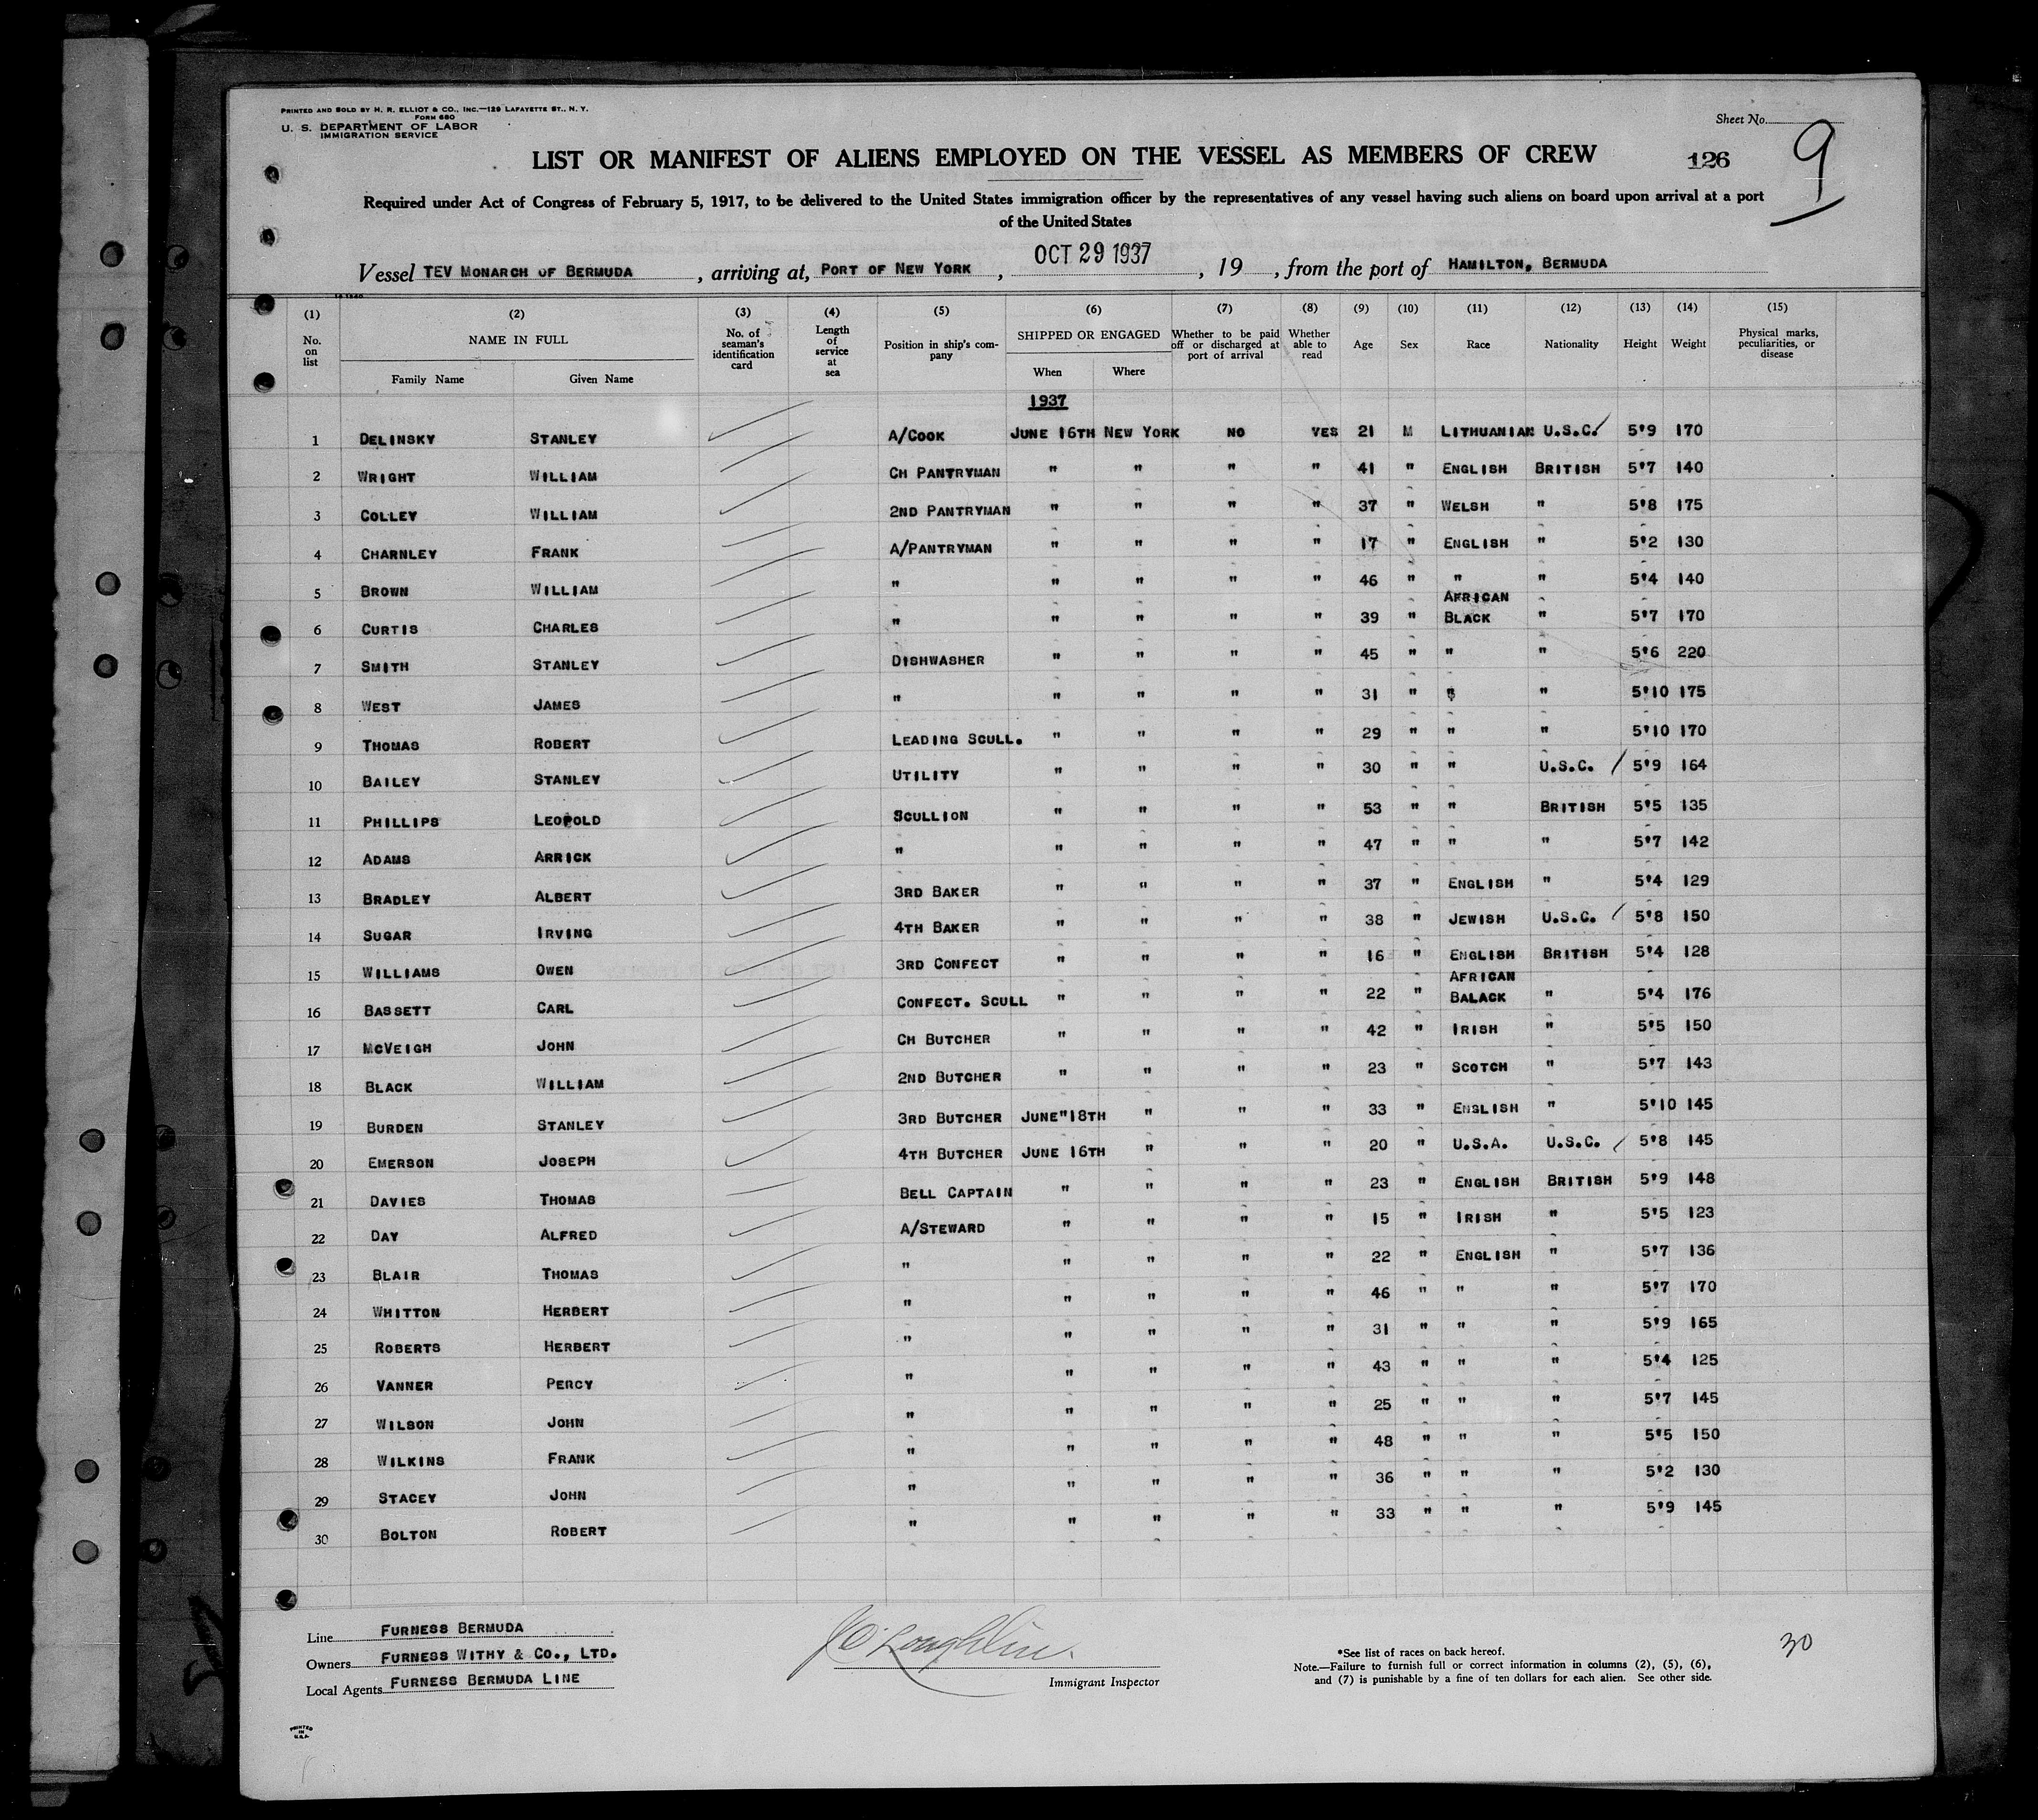 PRINTED AND SOLD BY H. R. ELLIOT & CO., INC.—129 LAFAYETTE ST., N. Y.
FORM 680
U. S. DEPARTMENT OF LABOR
IMMIGRATION SERVICE
Sheet No.
LIST OR MANIFEST OF ALIENS EMPLOYED ON THE VESSEL AS MEMBERS OF CREW 126 9
Required under Act of Congress of February 5, 1917, to be delivered to the United States immigration officer by the representatives of any vessel having such aliens on board upon arrival at a port
of the United States
Vessel TEV MONARCH OF BERMUDA, arriving at, PORT OF NEW YORK, OCT 29 1937, 19 , from the port of HAMILTON, BERMUDA
(1) (2) (3) (4) (5) (6) (7) (8) (9) (10) (11) (12) (13) (14) (15)
No. on list NAME IN FULL Family Name Given Name No. of seaman's identification card Length of service at sea Position in ship's company SHIPPED OR ENGAGED When Where Whether to be paid off or discharged at port of arrival Whether able to read Age Sex Race Nationality Height Weight Physical marks, peculiarities, or disease
1937
1 DELINSKY STANLEY A/COOK JUNE 16TH NEW YORK NO YES 21 M LITHUANIAN U.S.C. 5'9 170
2 WRIGHT WILLIAM CH PANTRYMAN " " " " 41 " ENGLISH BRITISH 5'7 140
3 COLLEY WILLIAM 2ND PANTRYMAN " " " " 37 " WELSH " 5'8 175
4 CHARNLEY FRANK A/PANTRYMAN " " " " 17 " ENGLISH " 5'2 130
5 BROWN WILLIAM " " " " " 46 " " " 5'4 140
6 CURTIS CHARLES " " " " " 39 " AFRICAN BLACK " 5'7 170
7 SMITH STANLEY DISHWASHER " " " " 45 " " " 5'6 220
8 WEST JAMES " " " " " 31 " " " 5'10 175
9 THOMAS ROBERT LEADING SCULL. " " " " 29 " " " 5'10 170
10 BAILEY STANLEY UTILITY " " " " 30 " " U.S.C. 5'9 164
11 PHILLIPS LEOPOLD SCULLION " " " " 53 " " BRITISH 5'5 135
12 ADAMS ARRICK " " " " " 47 " " " 5'7 142
13 BRADLEY ALBERT 3RD BAKER " " " " 37 " ENGLISH " 5'4 129
14 SUGAR IRVING 4TH BAKER " " " " 38 " JEWISH U.S.C. 5'8 150
15 WILLIAMS OWEN 3RD CONFECT " " " " 16 " ENGLISH BRITISH 5'4 128
16 BASSETT CARL CONFECT. SCULL " " " " 22 " AFRICAN BALACK " 5'4 176
17 MCVEIGH JOHN CH BUTCHER " " " " 42 " IRISH " 5'5 150
18 BLACK WILLIAM 2ND BUTCHER " " " " 23 " SCOTCH " 5'7 143
19 BURDEN STANLEY 3RD BUTCHER JUNE"18TH " " " 33 " ENGLISH " 5'10 145
20 EMERSON JOSEPH 4TH BUTCHER JUNE 16TH " " " 20 " U.S.A. U.S.C. 5'8 145
21 DAVIES THOMAS BELL CAPTAIN " " " " 23 " ENGLISH BRITISH 5'9 148
22 DAY ALFRED A/STEWARD " " " " 15 " IRISH " 5'5 123
23 BLAIR THOMAS " " " " " 22 " ENGLISH " 5'7 136
24 WHITTON HERBERT " " " " " 46 " " " 5'7 170
25 ROBERTS HERBERT " " " " " 31 " " " 5'9 165
26 VANNER PERCY " " " " " 43 " " " 5'4 125
27 WILSON JOHN " " " " " 25 " " " 5'7 145
28 WILKINS FRANK " " " " " 48 " " " 5'5 150
29 STACEY JOHN " " " " " 36 " " " 5'2 130
30 BOLTON ROBERT " " " " " 33 " " " 5'9 145
Line FURNESS BERMUDA
Owners FURNESS WITHY & CO., LTD.
Local Agents FURNESS BERMUDA LINE
Immigrant Inspector
*See list of races on back hereof.
Note.—Failure to furnish full or correct information in columns (2), (5), (6),
and (7) is punishable by a fine of ten dollars for each alien. See other side.
30
PRINTED IN U.S.A.